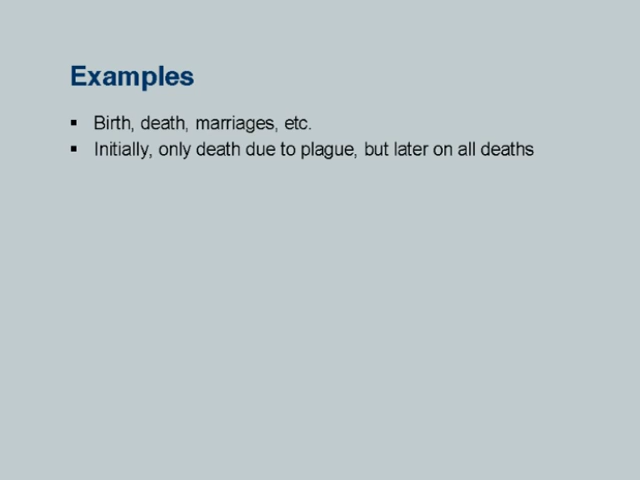 Examples
▪ Birth, death, marriages, etc.
▪ Initially, only death due to plague, but later on all deaths